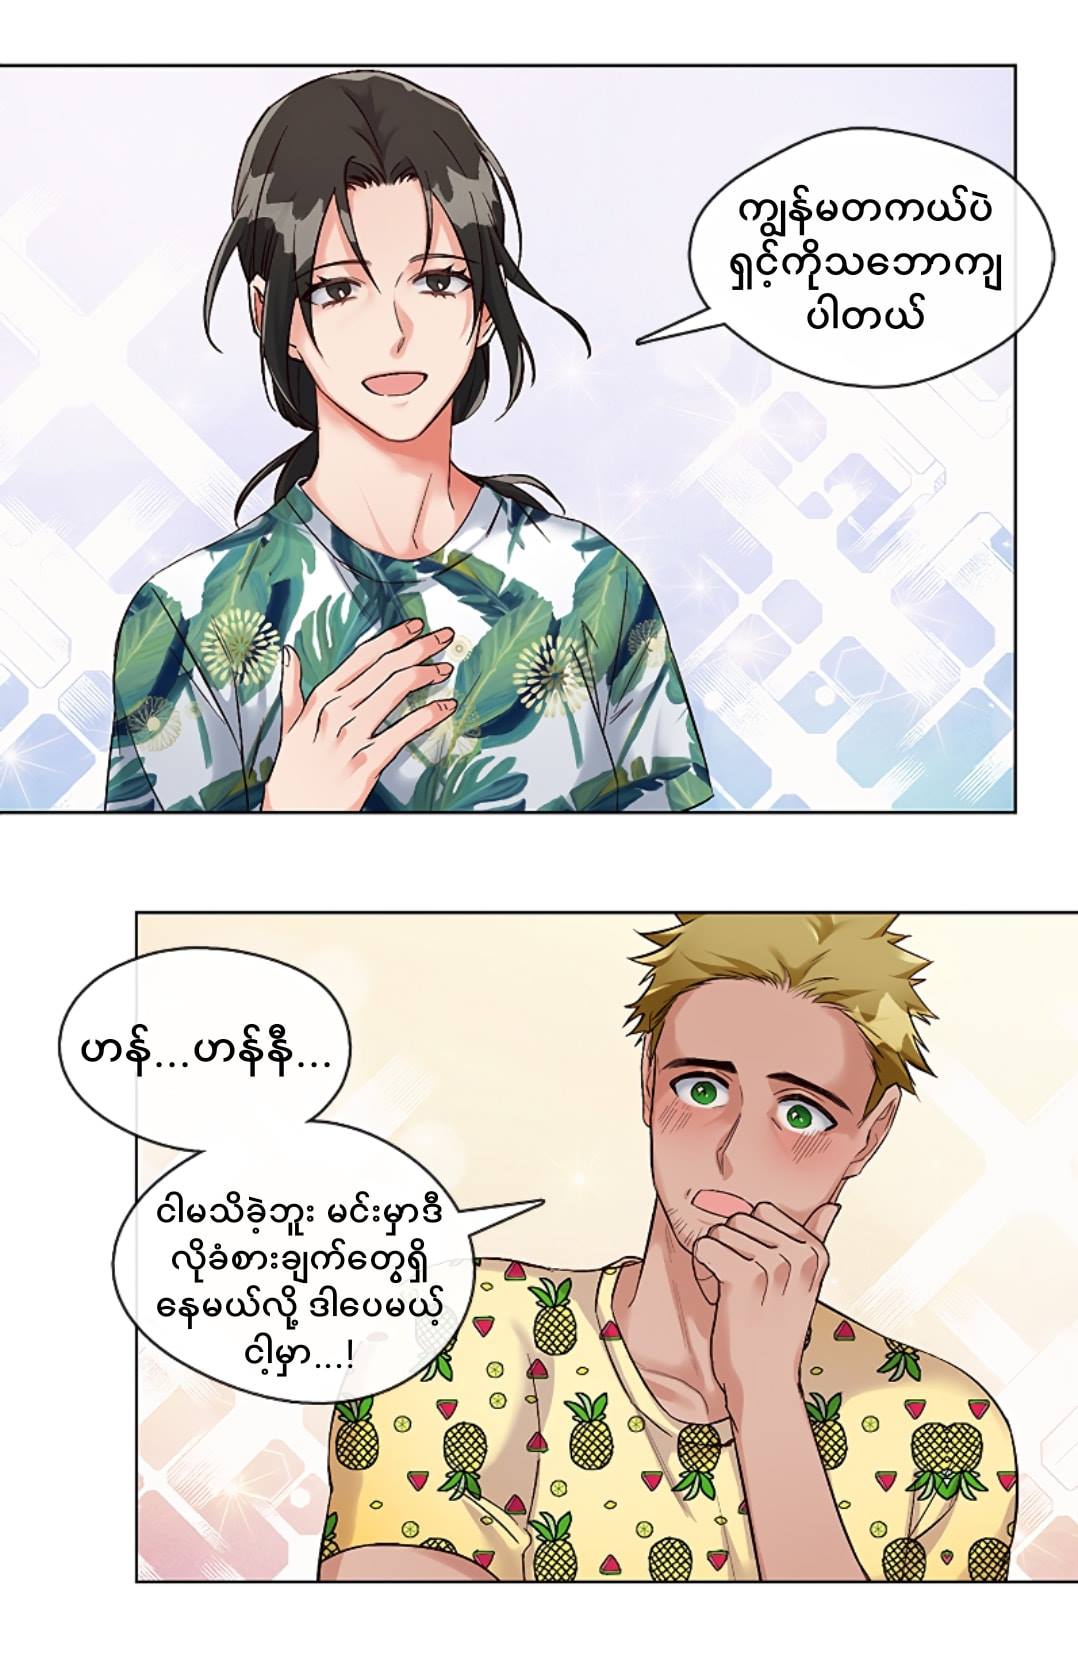 ကျွန်မတကယ်ပဲ
ရှင့်ကိုသဘောကျ
ပါတယ်
ဟန်...ဟန်နီ...
ငါမသိခဲ့ဘူး မင်းမှာဒီ
လိုခံစားချက်တွေရှိ
နေမယ်လို့ ဒါပေမယ့်
ငါ့မှာ...!